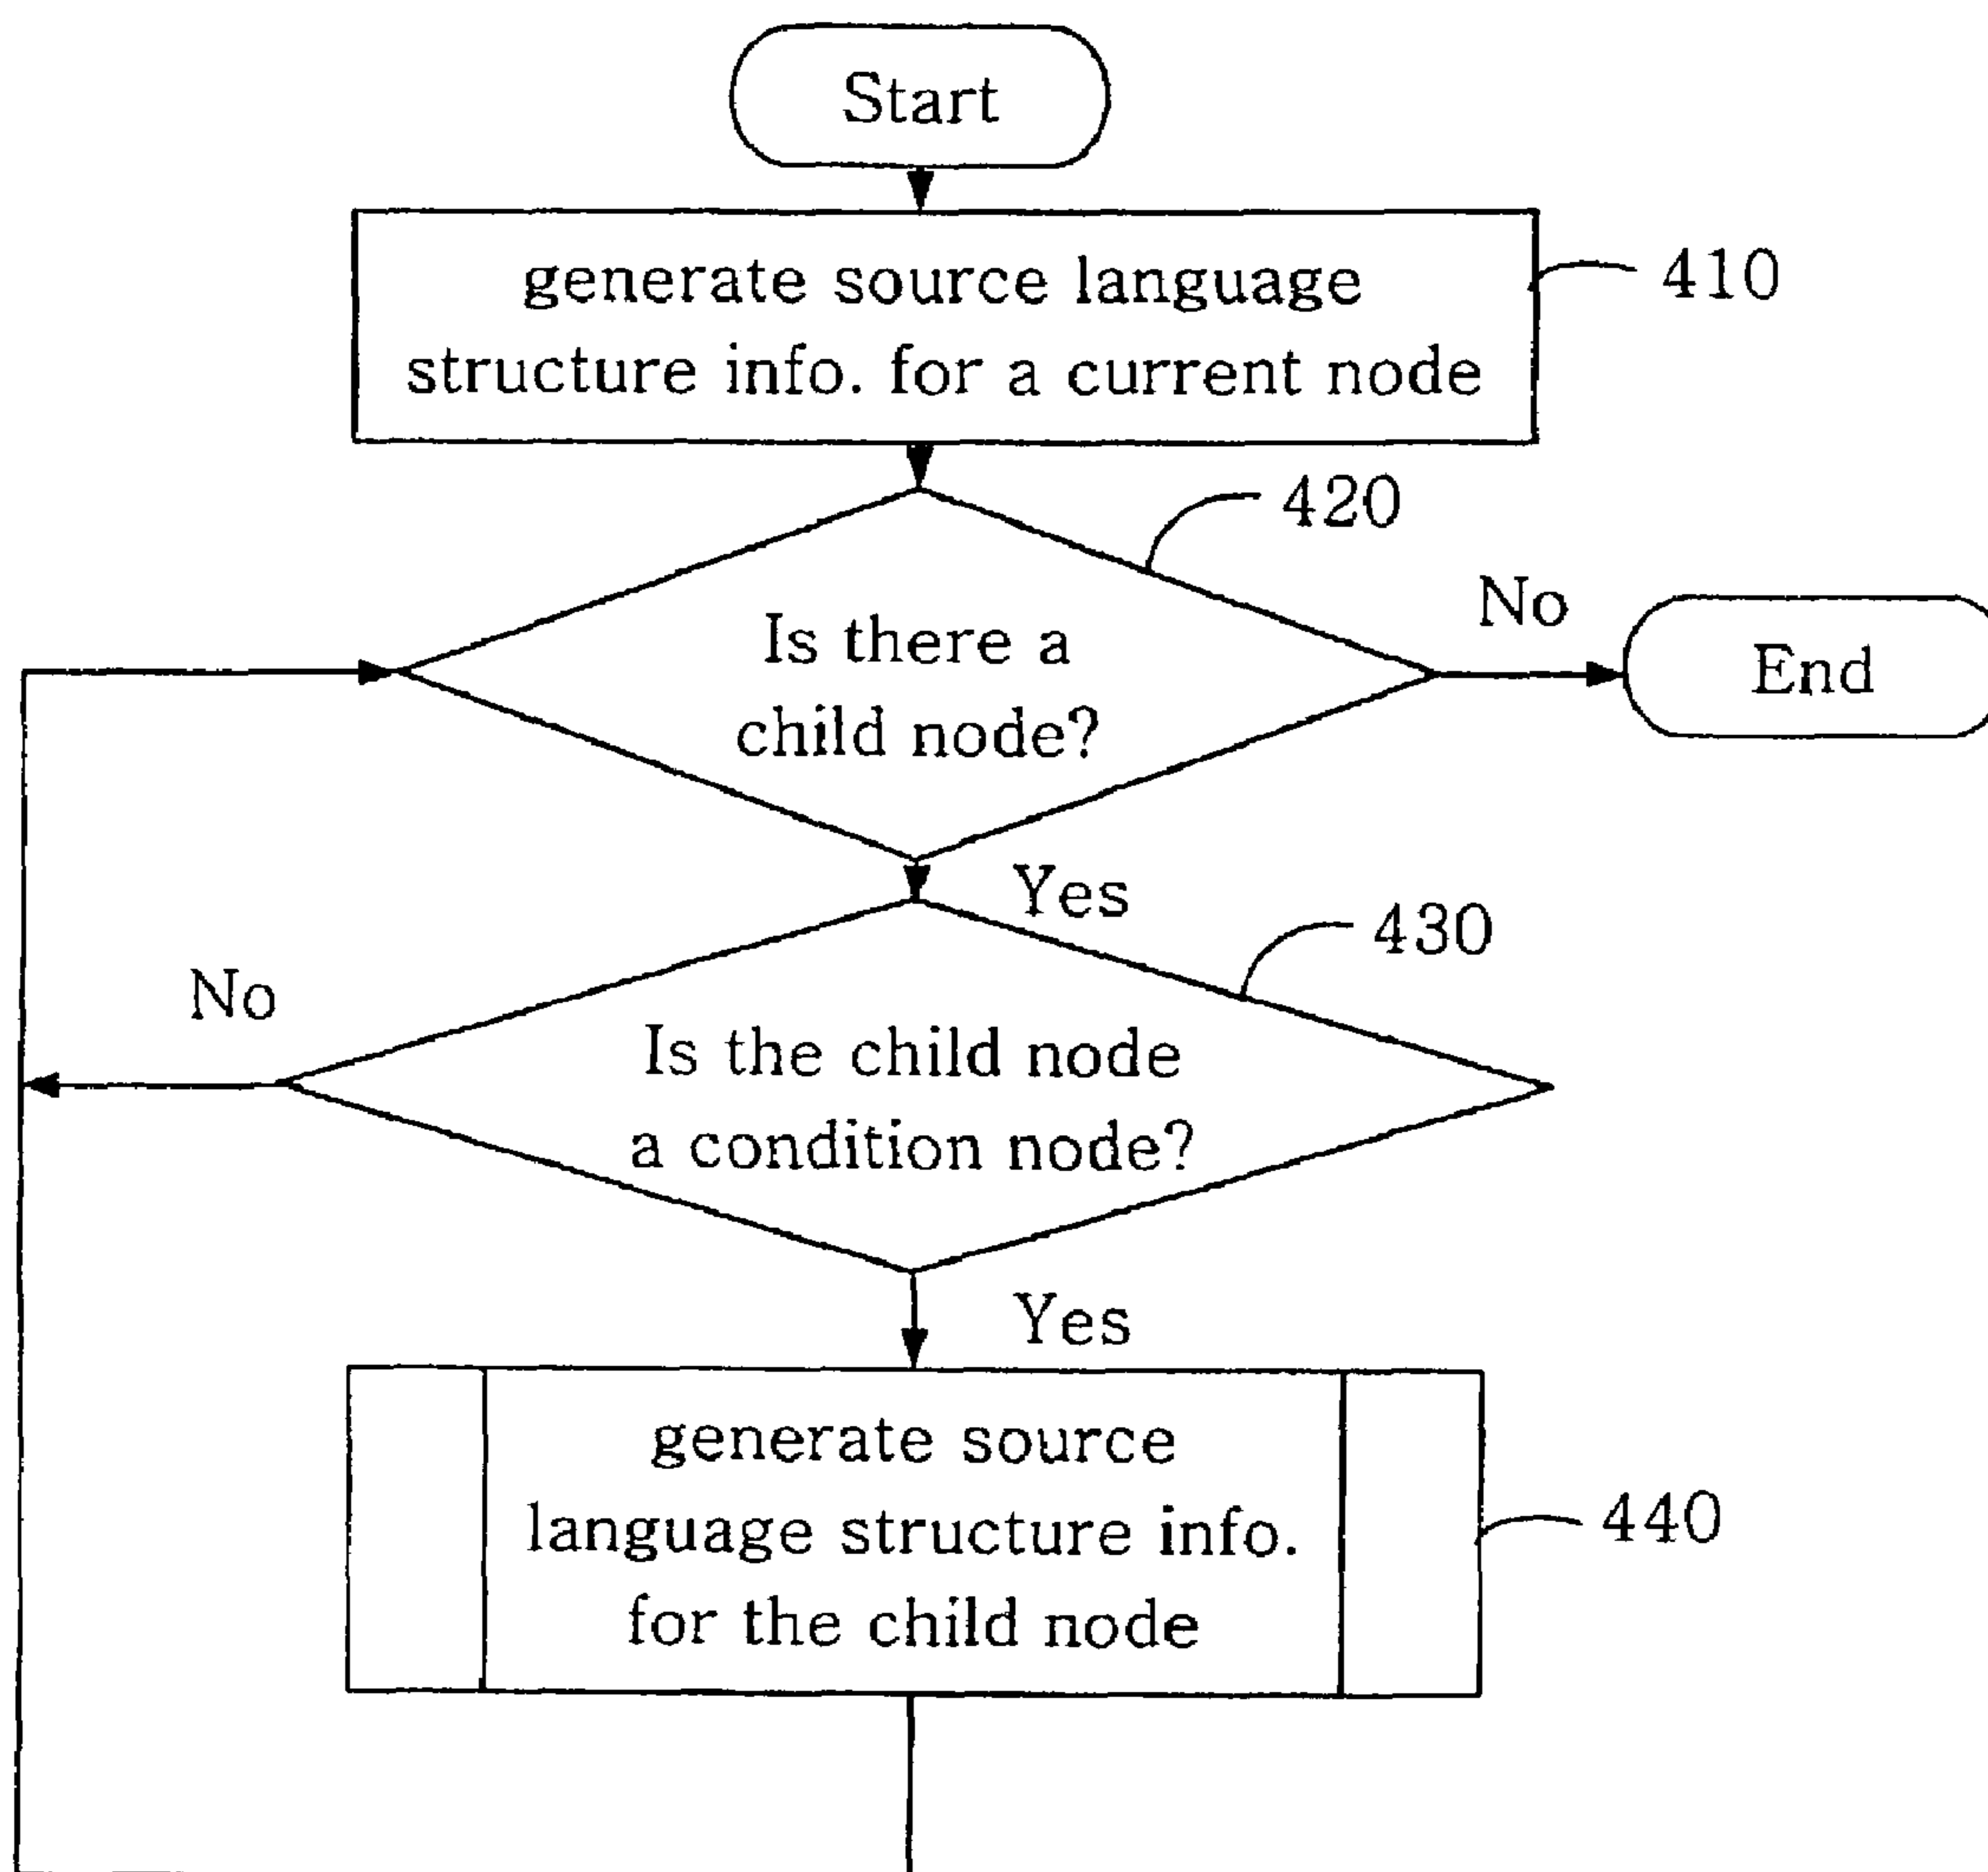 Start
generate source language
structure info. for a current node
410
420
Is there a
child node?
No
End
Yes
430
No
Is the child node
a condition node?
Yes
generate source
language structure info.
for the child node
440